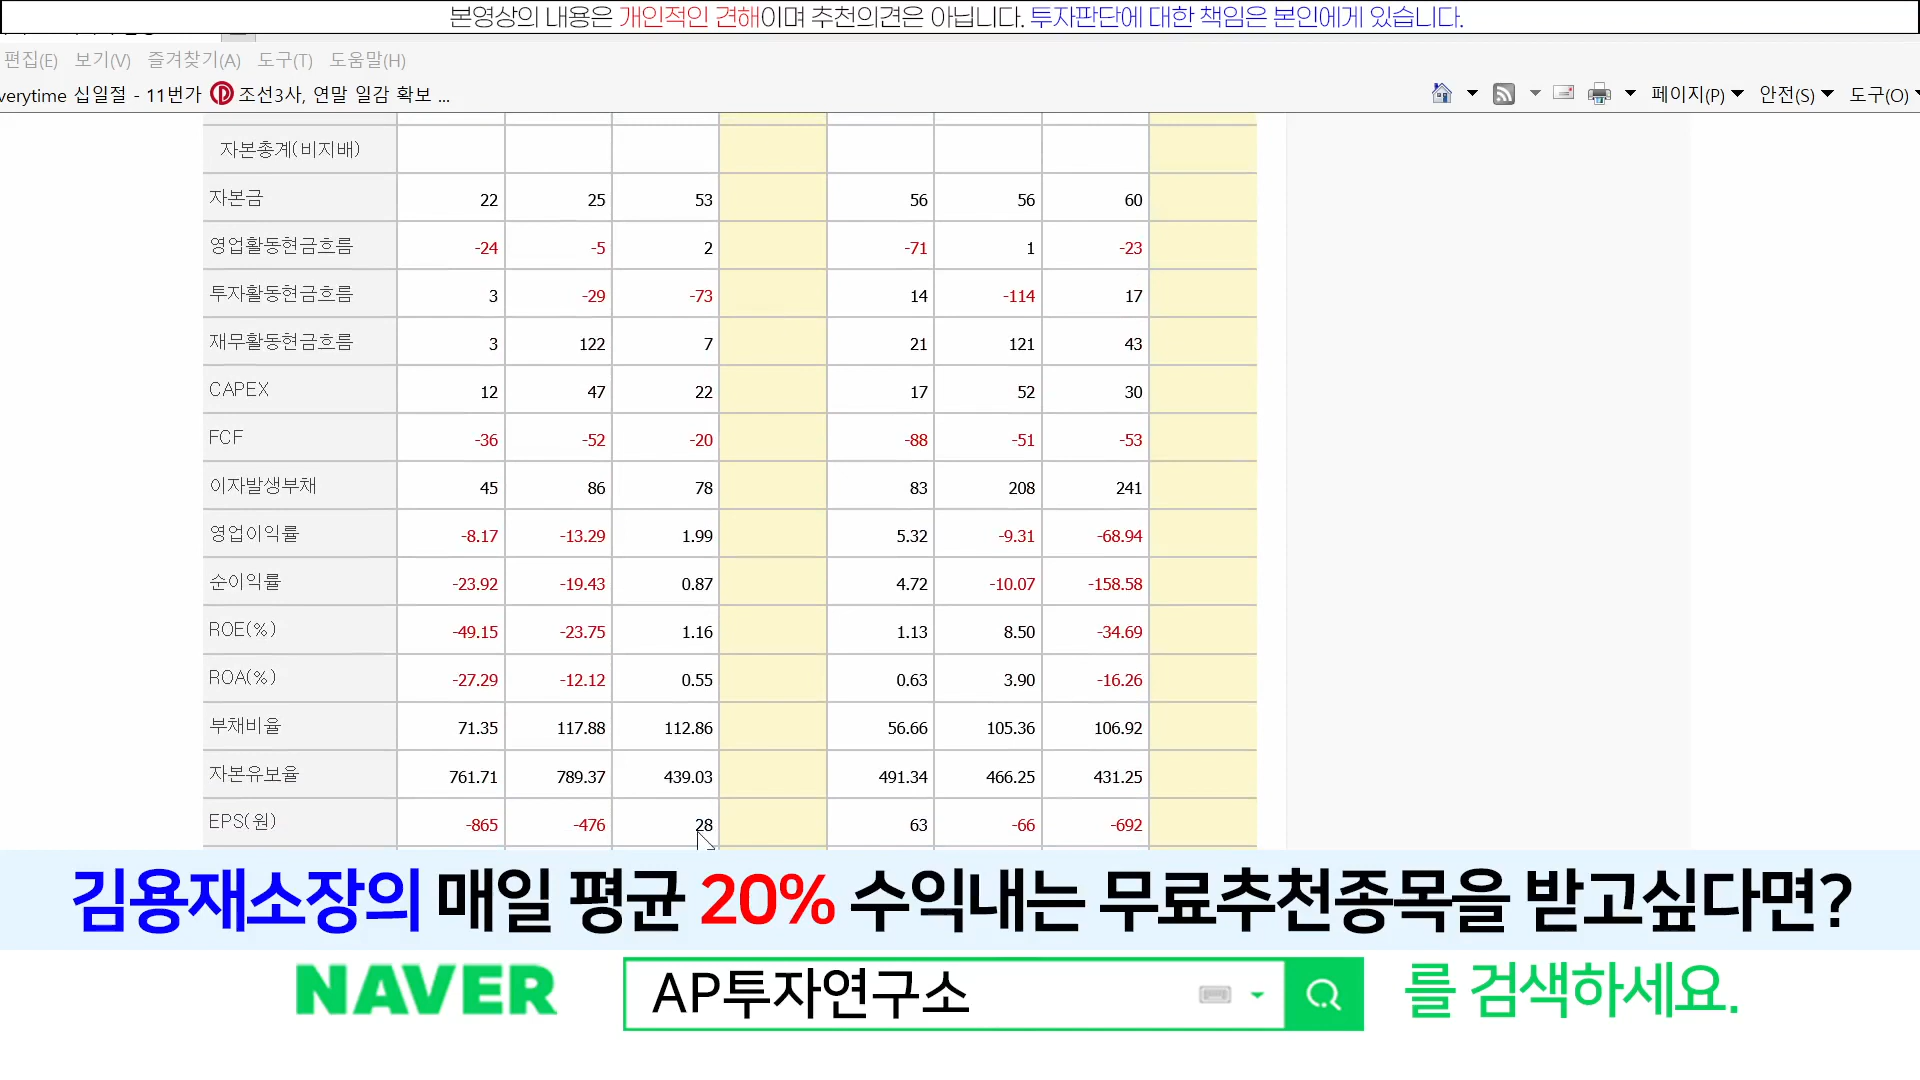 본영상의 내용은 개인적인 견해이며 추천의견은 아닙니다. 투자판단에 대한 책임은 본인에게 있습니다.
편집(E) 보기(V) 즐겨찾기(A) 도구(T) 도움말(H)
verytime 십일절 - 11번가 조선3사, 연말 일감 확보 ... 페이지(P) 안전(S) 도구(O)
자본총계(비지배)
자본금 22 25 53 56 56 60
영업활동현금흐름 -24 -5 2 -71 1 -23
투자활동현금흐름 3 -29 -73 14 -114 17
재무활동현금흐름 3 122 7 21 121 43
CAPEX 12 47 22 17 52 30
FCF -36 -52 -20 -88 -51 -53
이자발생부채 45 86 78 83 208 241
영업이익률 -8.17 -13.29 1.99 5.32 -9.31 -68.94
순이익률 -23.92 -19.43 0.87 4.72 -10.07 -158.58
ROE(%) -49.15 -23.75 1.16 1.13 8.50 -34.69
ROA(%) -27.29 -12.12 0.55 0.63 3.90 -16.26
부채비율 71.35 117.88 112.86 56.66 105.36 106.92
자본유보율 761.71 789.37 439.03 491.34 466.25 431.25
EPS(원) -865 -476 28 63 -66 -692
김용재소장의 매일 평균 20% 수익내는 무료추천종목을 받고싶다면?
NAVER AP투자연구소 를 검색하세요.